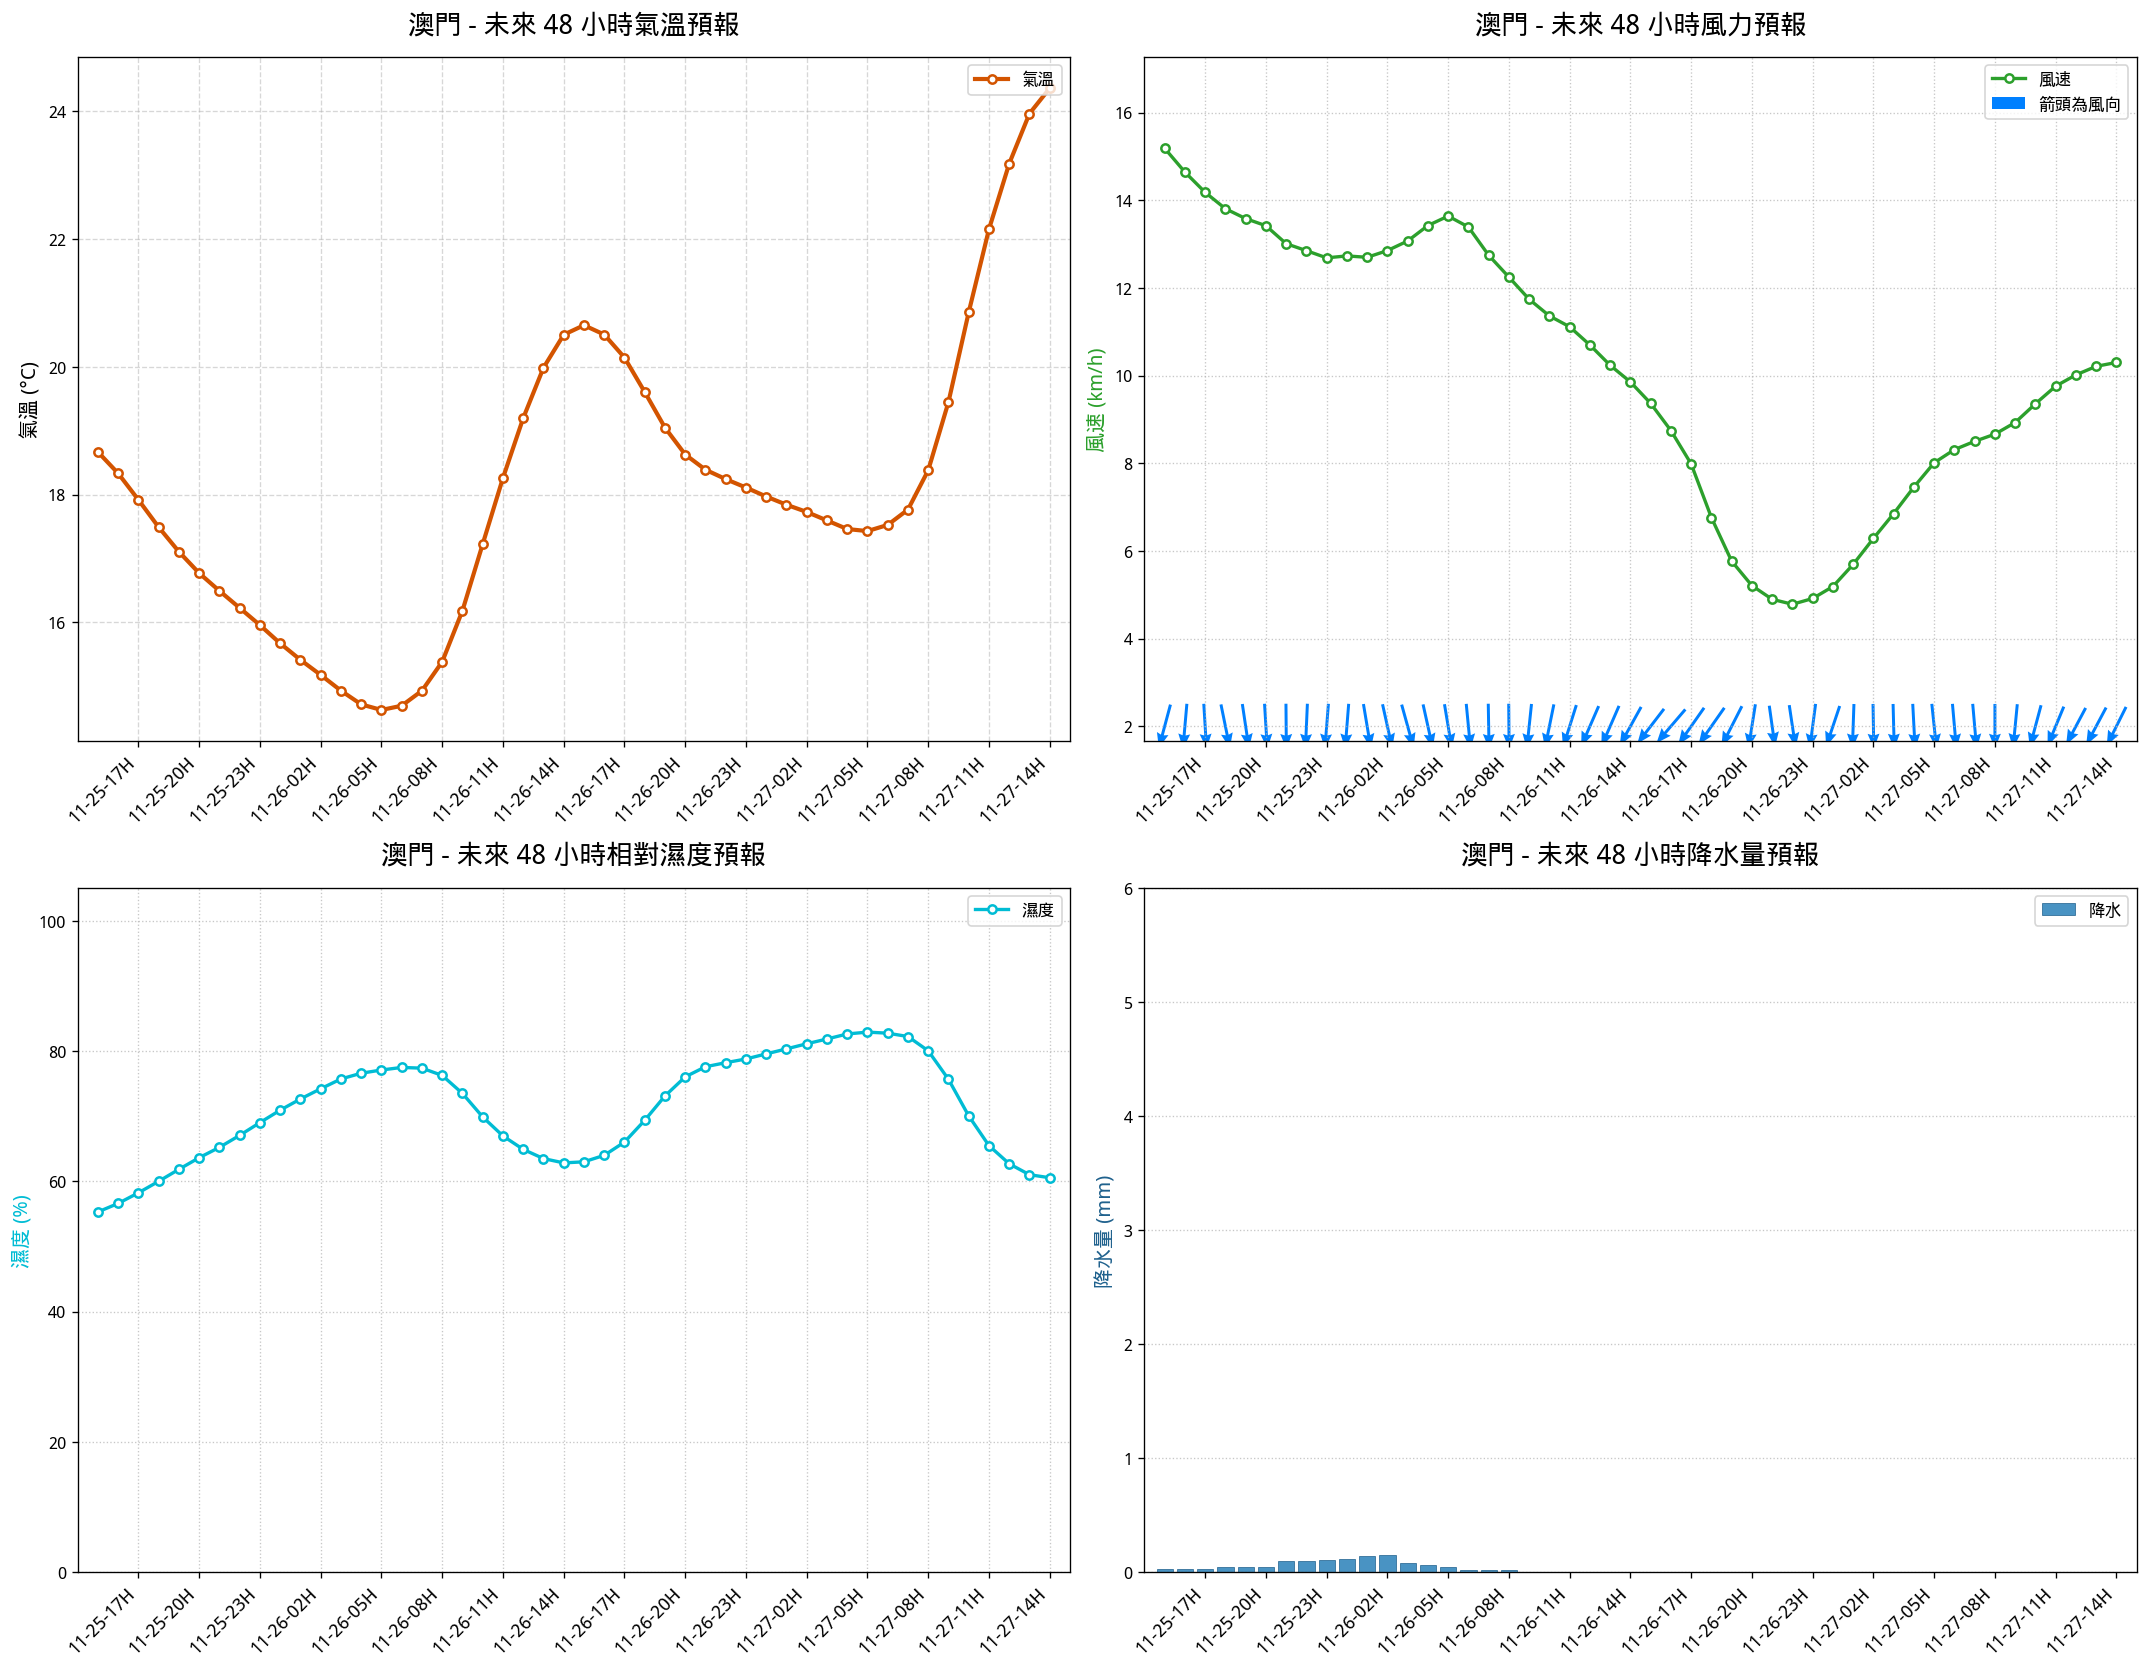 澳門 - 未來 48 小時氣溫預報
氣溫
氣溫 (°C)
24
22
20
18
16
11-25-17H
11-25-20H
11-25-23H
11-26-02H
11-26-05H
11-26-08H
11-26-11H
11-26-14H
11-26-17H
11-26-20H
11-26-23H
11-27-02H
11-27-05H
11-27-08H
11-27-11H
11-27-14H
澳門 - 未來 48 小時風力預報
風速
箭頭為風向
風速 (km/h)
16
14
12
10
8
6
4
2
11-25-17H
11-25-20H
11-25-23H
11-26-02H
11-26-05H
11-26-08H
11-26-11H
11-26-14H
11-26-17H
11-26-20H
11-26-23H
11-27-02H
11-27-05H
11-27-08H
11-27-11H
11-27-14H
澳門 - 未來 48 小時相對濕度預報
濕度
濕度 (%)
100
80
60
40
20
0
11-25-17H
11-25-20H
11-25-23H
11-26-02H
11-26-05H
11-26-08H
11-26-11H
11-26-14H
11-26-17H
11-26-20H
11-26-23H
11-27-02H
11-27-05H
11-27-08H
11-27-11H
11-27-14H
澳門 - 未來 48 小時降水量預報
降水
降水量 (mm)
6
5
4
3
2
1
0
11-25-17H
11-25-20H
11-25-23H
11-26-02H
11-26-05H
11-26-08H
11-26-11H
11-26-14H
11-26-17H
11-26-20H
11-26-23H
11-27-02H
11-27-05H
11-27-08H
11-27-11H
11-27-14H